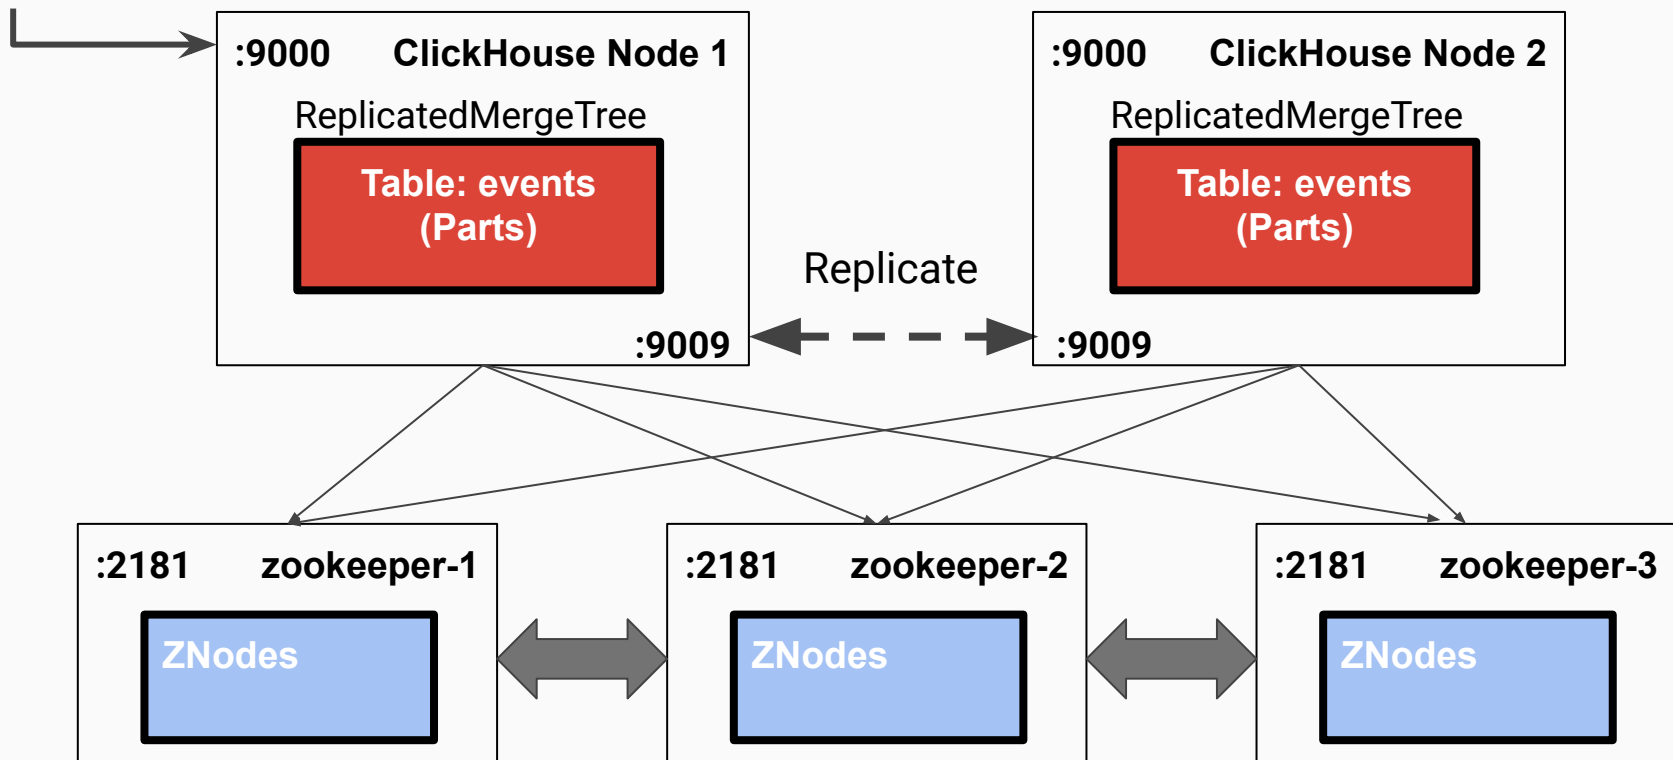 :9000 ClickHouse Node 1
ReplicatedMergeTree
Table: events
(Parts)
:9009
Replicate
:9000 ClickHouse Node 2
ReplicatedMergeTree
Table: events
(Parts)
:9009
:2181 zookeeper-1
ZNodes
:2181 zookeeper-2
ZNodes
:2181 zookeeper-3
ZNodes